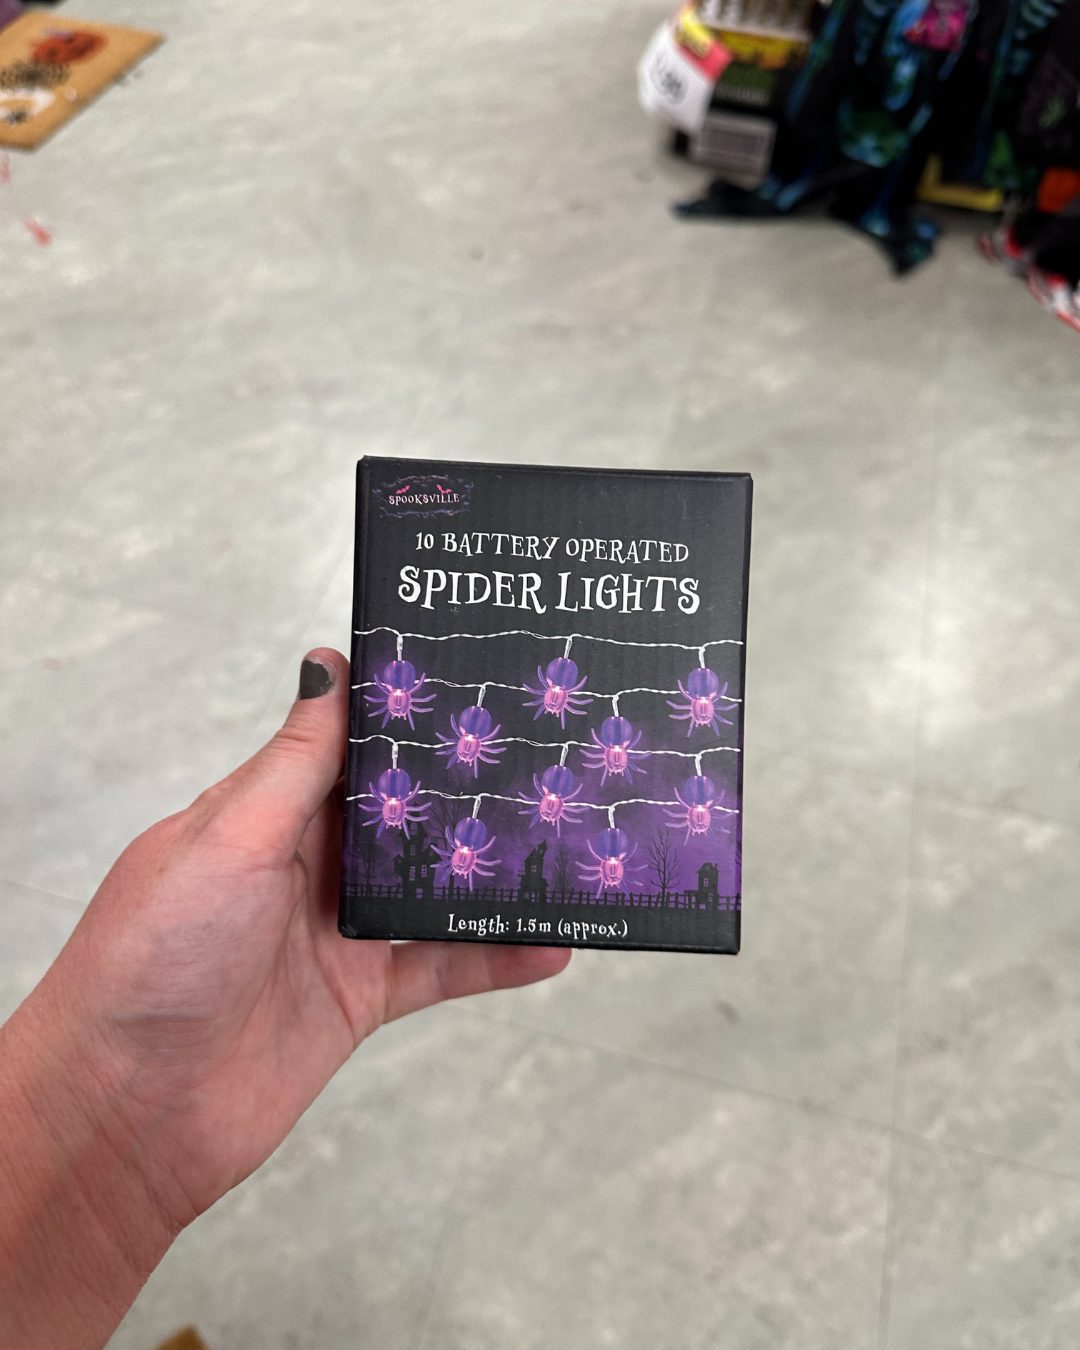 SPOOKSVILLE
10 BATTERY OPERATED
SPIDER LIGHTS
Length: 1.5m (approx.)